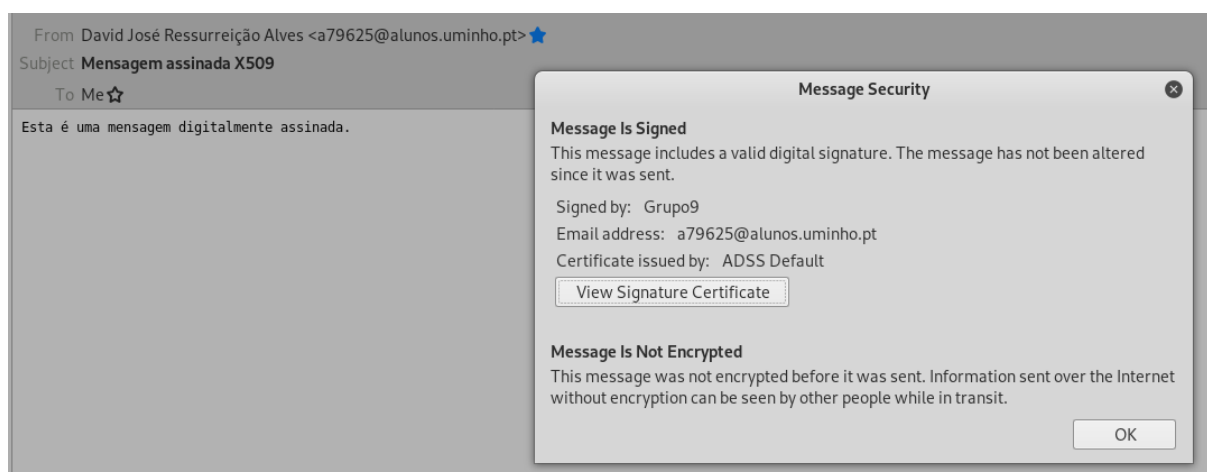 From David José Ressurreição Alves <a79625@alunos.uminho.pt>
Subject Mensagem assinada X509
To Me
Esta é uma mensagem digitalmente assinada.
Message Security
Message Is Signed
This message includes a valid digital signature. The message has not been altered
since it was sent.
Signed by: Grupo9
Email address: a79625@alunos.uminho.pt
Certificate issued by: ADSS Default
View Signature Certificate
Message Is Not Encrypted
This message was not encrypted before it was sent. Information sent over the Internet
without encryption can be seen by other people while in transit.
OK